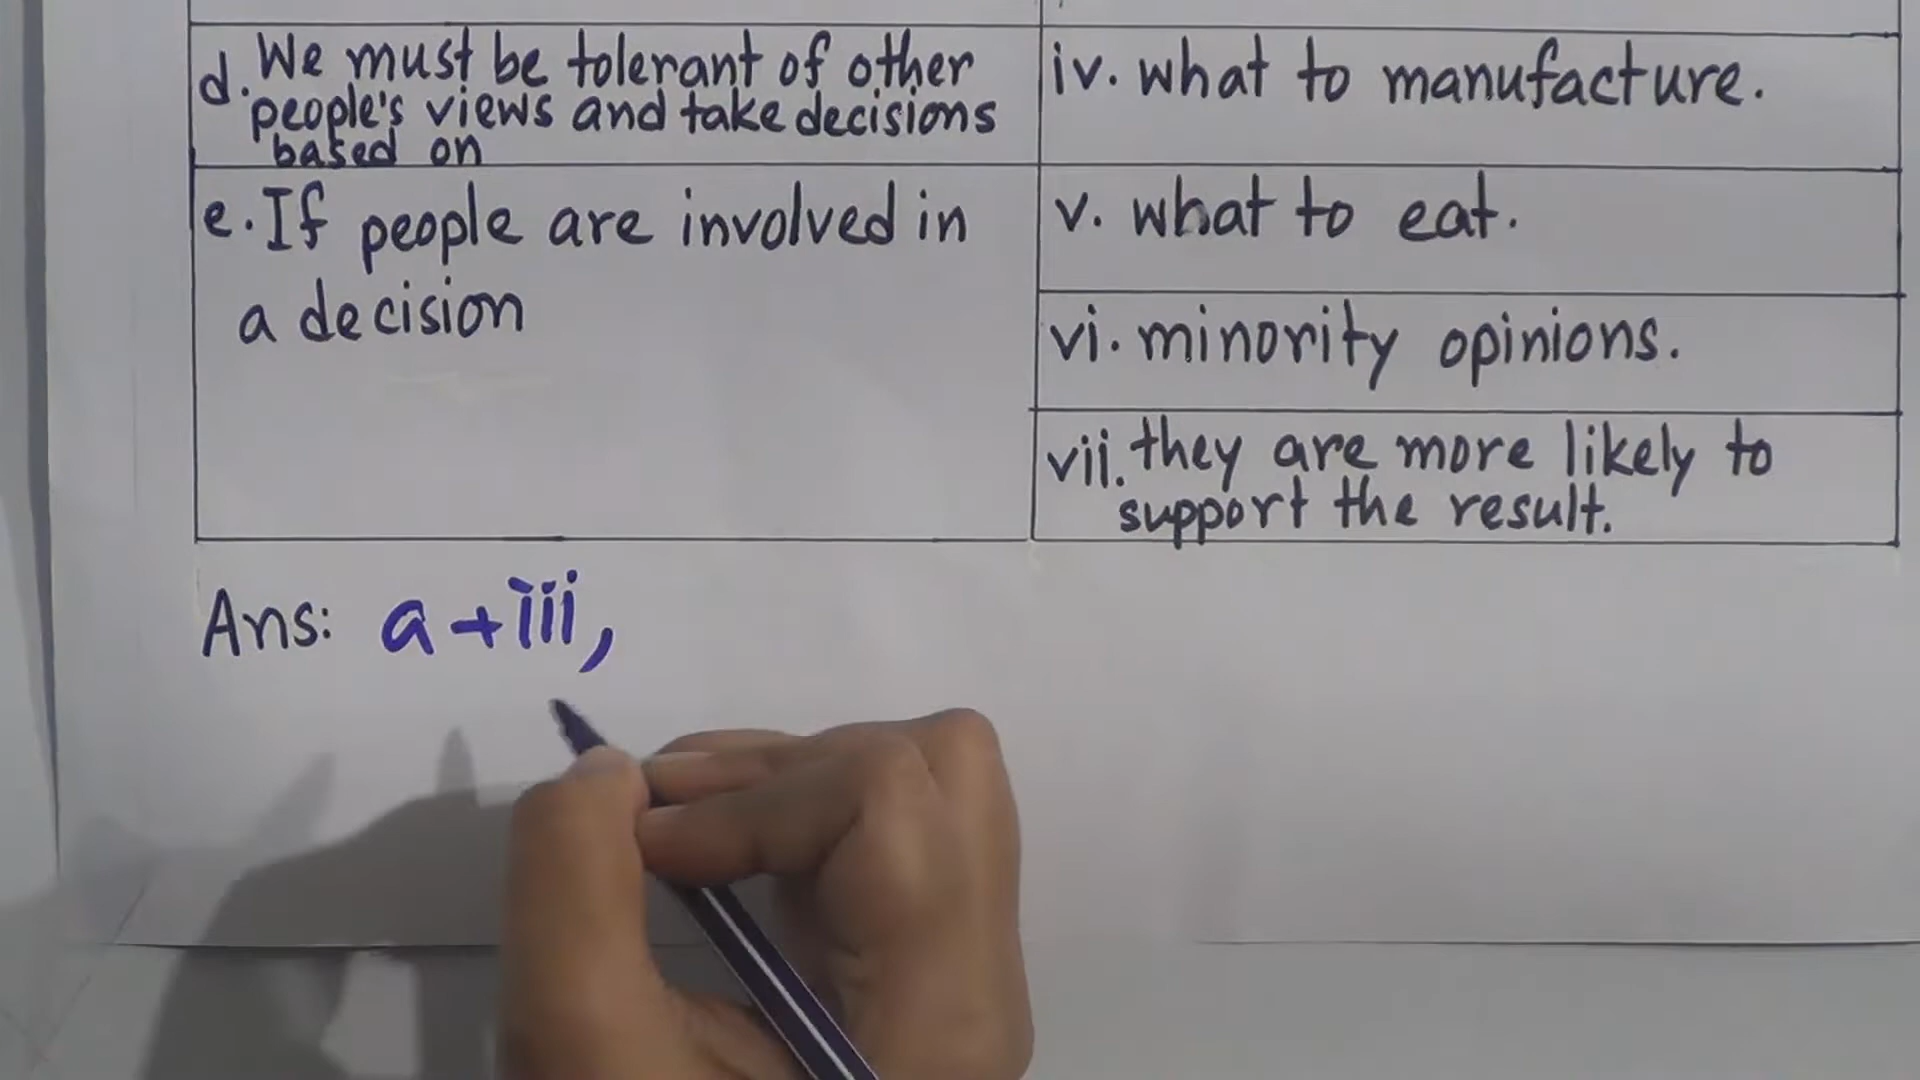 d. We must be tolerant of other
people's views and take decisions
based on
iv. what to manufacture.
e. If people are involved in
a decision
v. what to eat.
vi. minority opinions.
vii. they are more likely to
support the result.
Ans: a + iii,